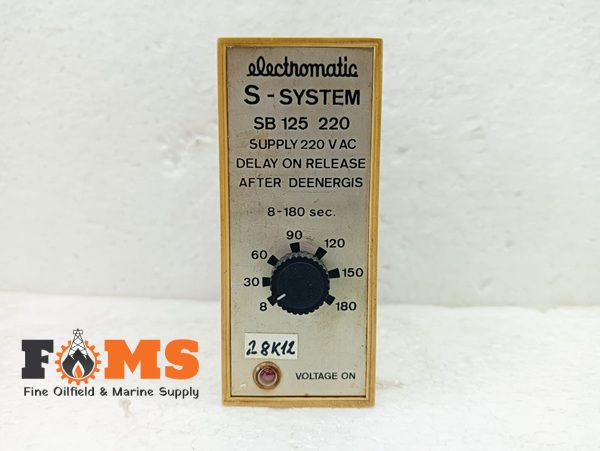 electromatic
S-SYSTEM
SB 125 220
SUPPLY 220 V AC
DELAY ON RELEASE
AFTER DEENERGIS
8-180 sec.
90
60
120
30
150
8
180
28K12
VOLTAGE ON
FOMS
Fine Oilfield & Marine Supply